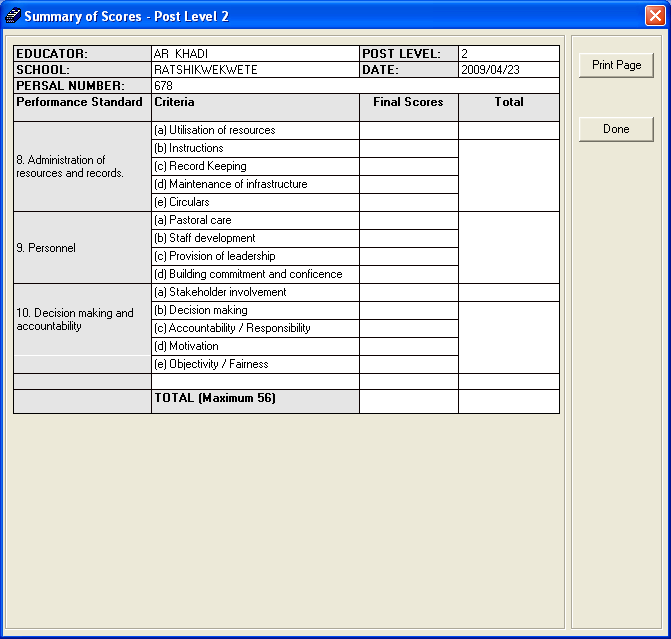 Summary of Scores - Post Level 2
EDUCATOR: AR KHADI POST LEVEL: 2
SCHOOL: RATSHIKWEKWETE DATE: 2009/04/23
PERSAL NUMBER: 678
Performance Standard Criteria Final Scores Total
8. Administration of resources and records.
(a) Utilisation of resources
(b) Instructions
(c) Record Keeping
(d) Maintenance of infrastructure
(e) Circulars
9. Personnel
(a) Pastoral care
(b) Staff development
(c) Provision of leadership
(d) Building commitment and conficence
10. Decision making and accountability
(a) Stakeholder involvement
(b) Decision making
(c) Accountability / Responsibility
(d) Motivation
(e) Objectivity / Fairness
TOTAL (Maximum 56)
Print Page
Done